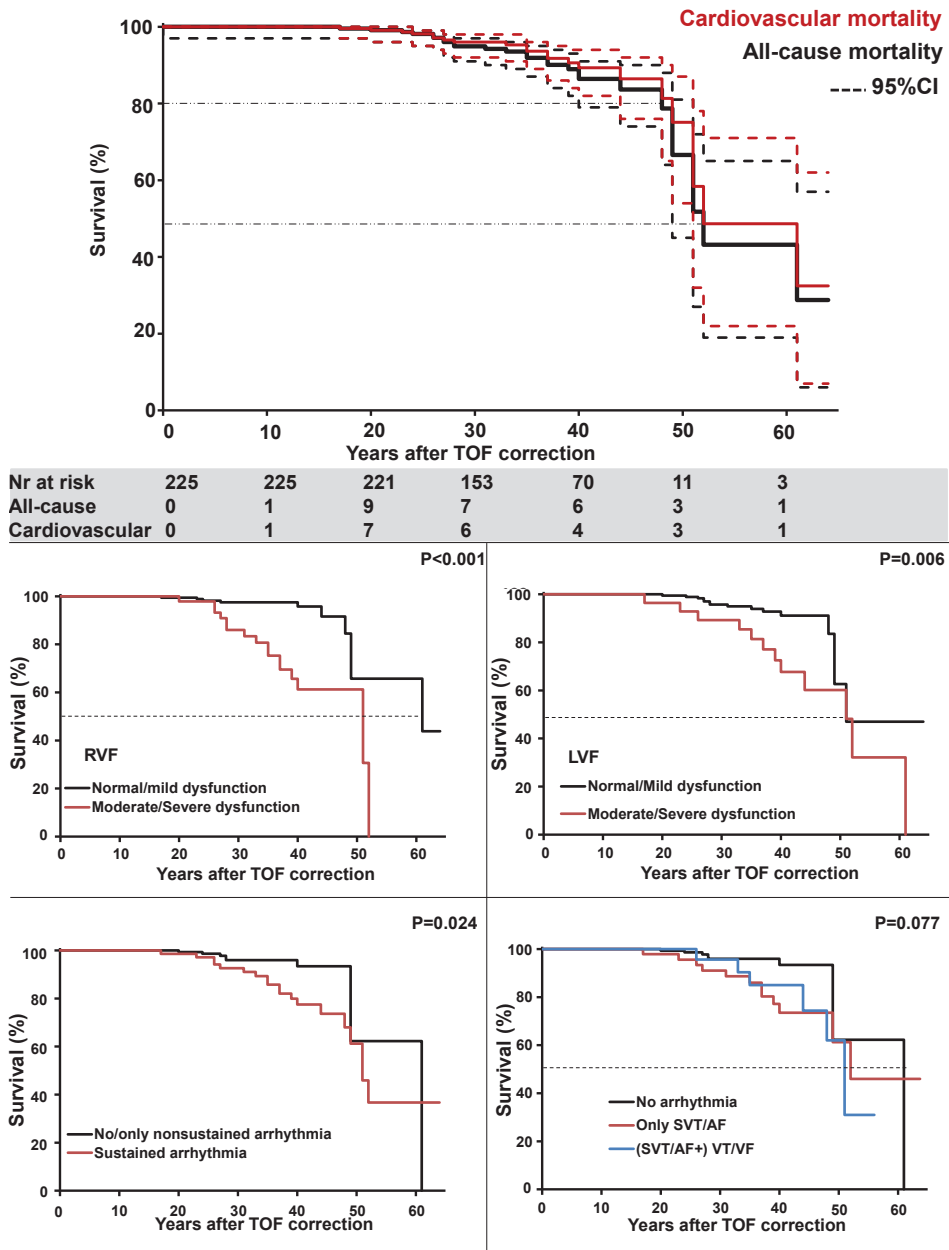 Cardiovascular mortality
All-cause mortality
---- 95%CI
100
80
60
40
20
0
Survival (%)
0 10 20 30 40 50 60
Years after TOF correction
Nr at risk 225 225 221 153 70 11 3
All-cause 0 1 9 7 6 3 1
Cardiovascular 0 1 7 6 4 3 1
P<0.001
100
80
60
40
20
0
Survival (%)
RVF
Normal/mild dysfunction
Moderate/Severe dysfunction
0 10 20 30 40 50 60
Years after TOF correction
P=0.006
100
80
60
40
20
0
Survival (%)
LVF
Normal/Mild dysfunction
Moderate/Severe dysfunction
0 10 20 30 40 50 60
Years after TOF correction
P=0.024
100
80
60
40
20
0
Survival (%)
No/only nonsustained arrhythmia
Sustained arrhythmia
0 10 20 30 40 50 60
Years after TOF correction
P=0.077
100
80
60
40
20
0
Survival (%)
No arrhythmia
Only SVT/AF
(SVT/AF+) VT/VF
0 10 20 30 40 50 60
Years after TOF correction